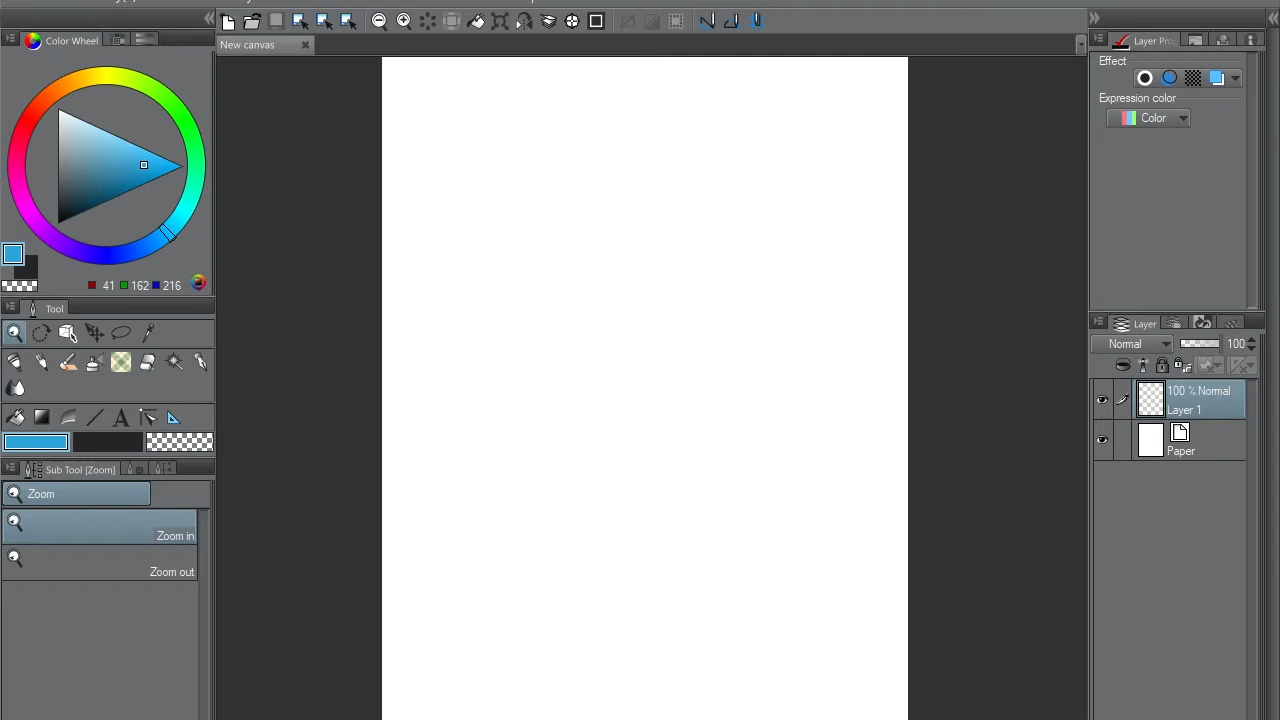 Color Wheel
New canvas
Layer Pro
Effect
Expression color
Color
41 162 216
Tool
Layer
Normal 100
100 % Normal
Layer 1
Paper
Sub Tool [Zoom]
Zoom
Zoom in
Zoom out